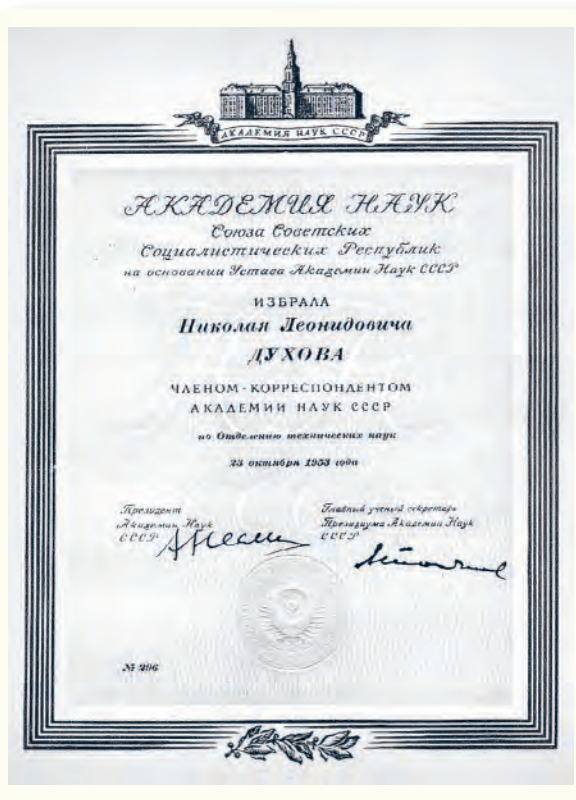 АКАДЕМИЯ НАУК СССР
АКАДЕМИЯ НАУК
Союза Советских
Социалистических Республик
на основании Устава Академии Наук СССР
ИЗБРАЛА
Николая Леонидовича
ДУХОВА
ЧЛЕНОМ-КОРРЕСПОНДЕНТОМ
АКАДЕМИИ НАУК СССР
по Отделению технических наук
23 октября 1953 года
Президент
Академии Наук
СССР
Главный ученый секретарь
Президиума Академии Наук
СССР
№ 296